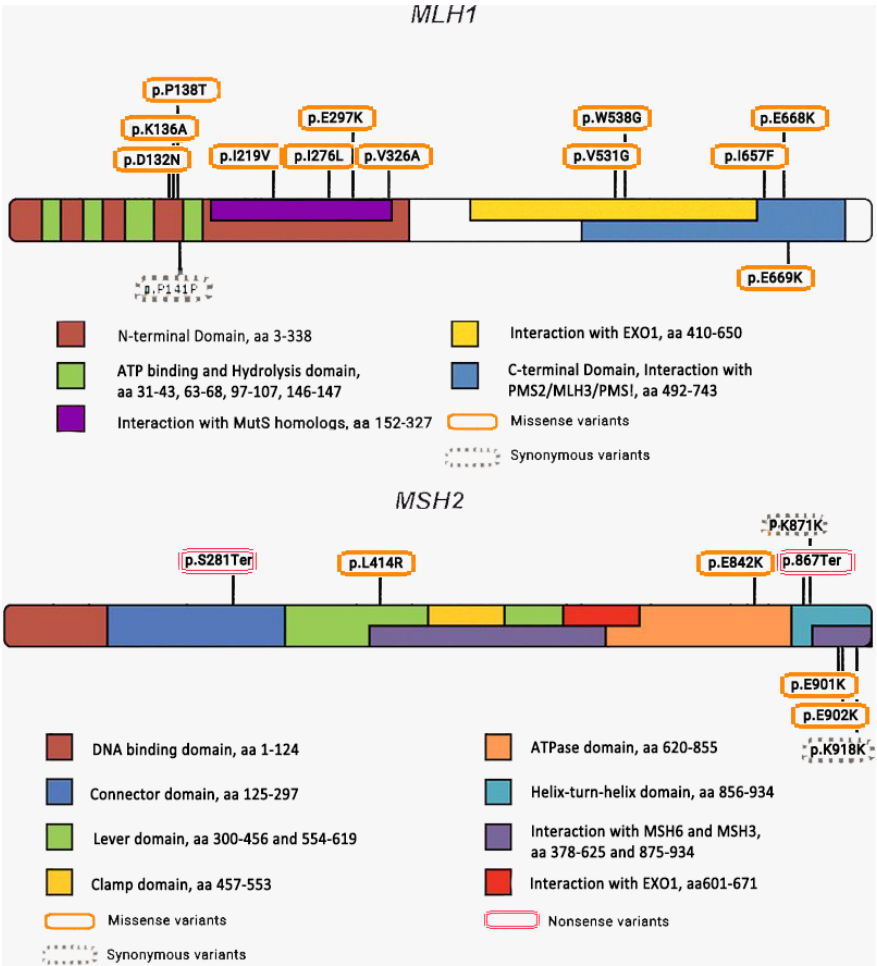 MLH1
p.P138T
p.K136A
p.E297K
p.W538G
p.E668K
p.D132N
p.I219V
p.I276L
p.V326A
p.V531G
p.I657F
p.P141P
p.E669K
N-terminal Domain, aa 3-338
ATP binding and Hydrolysis domain,
aa 31-43, 63-68, 97-107, 146-147
Interaction with MutS homologs, aa 152-327
Interaction with EXO1, aa 410-650
C-terminal Domain, Interaction with
PMS2/MLH3/PMS!, aa 492-743
Missense variants
Synonymous variants
MSH2
p.K871K
p.S281Ter
p.L414R
p.E842K
p.867Ter
p.E901K
p.E902K
p.K918K
DNA binding domain, aa 1-124
Connector domain, aa 125-297
Lever domain, aa 300-456 and 554-619
Clamp domain, aa 457-553
Missense variants
Synonymous variants
ATPase domain, aa 620-855
Helix-turn-helix domain, aa 856-934
Interaction with MSH6 and MSH3,
aa 378-625 and 875-934
Interaction with EXO1, aa601-671
Nonsense variants